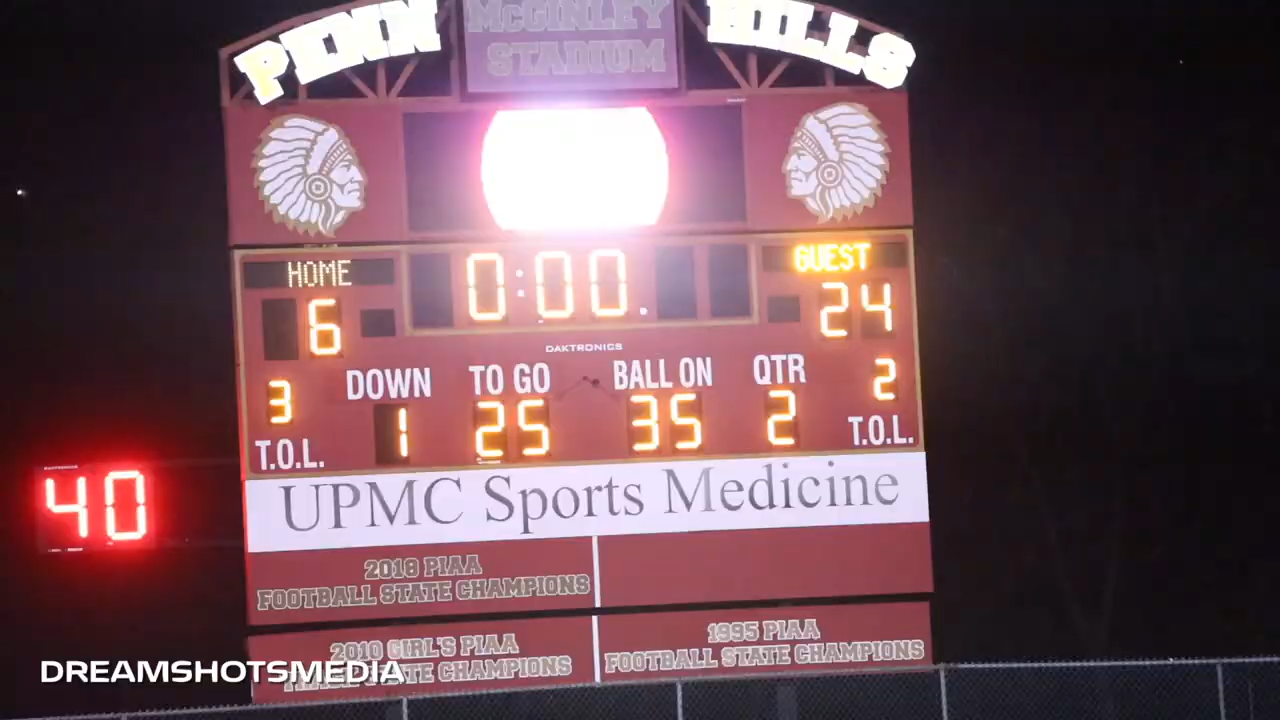 PENN HILLS
McGINLEY
STADIUM
HOME 0:00. GUEST
6 24
DAKTRONICS
DOWN TO GO BALL ON QTR
3 1 25 35 2 2
T.O.L. T.O.L.
40
UPMC Sports Medicine
2018 PIAA
FOOTBALL STATE CHAMPIONS
2010 GIRL'S PIAA
STATE CHAMPIONS
1995 PIAA
FOOTBALL STATE CHAMPIONS
DREAMSHOTSMEDIA